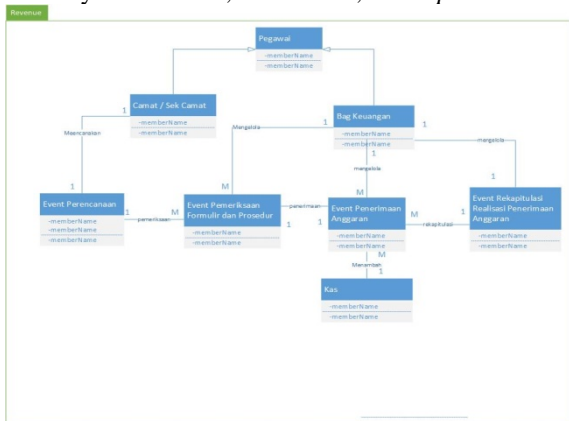 Revenue
Pegawai
-memberName
-memberName
Camat / Sek Camat
-memberName
-memberName
Bag Keuangan
-memberName
-memberName
1
1
1
1
Merencanakan
Mengelola
mengelola
mengelola
1
M
M
1
Event Perencanaan
-memberName
-memberName
-memberName
1
pemeriksaan
M
Event Pemeriksaan
Formulir dan Prosedur
-memberName
-memberName
penerimaan
1
1
Event Penerimaan
Anggaran
-memberName
-memberName
M
rekapitulasi
1
Event Rekapitulasi
Realisasi Penerimaan
Anggaran
-memberName
-memberName
M
Menambah
1
Kas
-memberName
-memberName